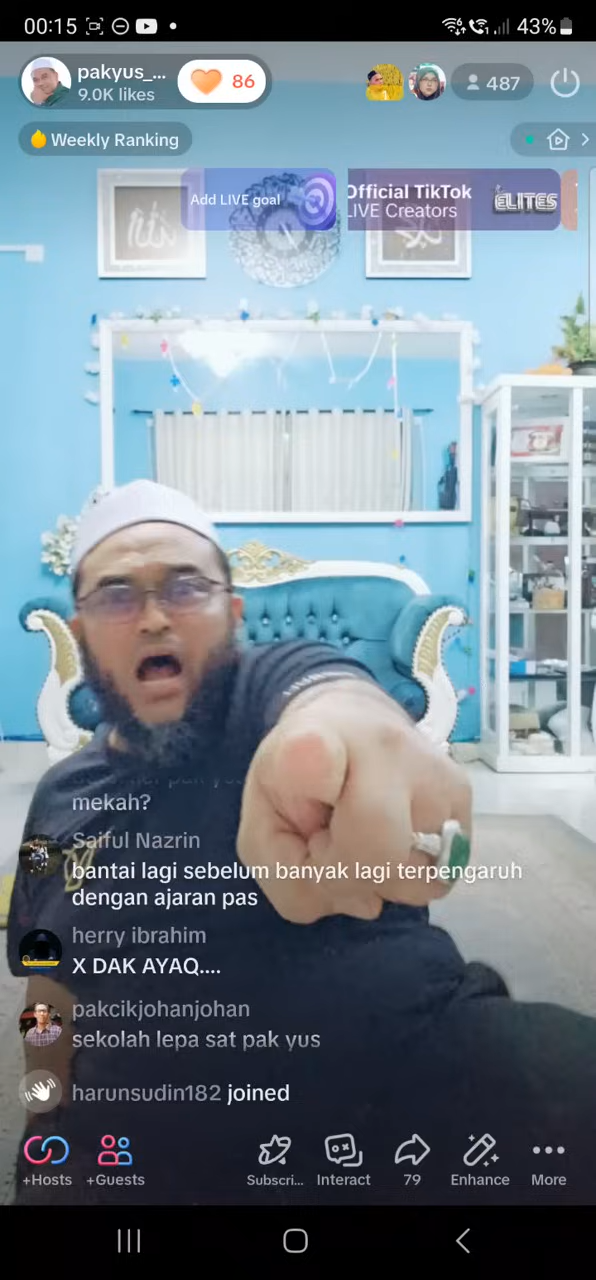 00:15
43%
pakyus_...
9.0K likes
86
487
Weekly Ranking
Add LIVE goal
Official TikTok
LIVE Creators
ELITES
mekah?
Saiful Nazrin
bantai lagi sebelum banyak lagi terpengaruh
dengan ajaran pas
herry ibrahim
X DAK AYAQ....
pakcikjohanjohan
sekolah lepa sat pak yus
harunsudin182 joined
+Hosts
+Guests
Subscri...
Interact
79
Enhance
More